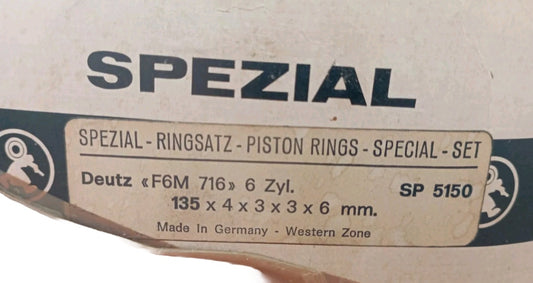 SPEZIAL
SPEZIAL - RINGSATZ - PISTON RINGS - SPECIAL - SET
Deutz «F6M 716» 6 Zyl. SP 5150
135 x 4 x 3 x 3 x 6 mm.
Made In Germany - Western Zone